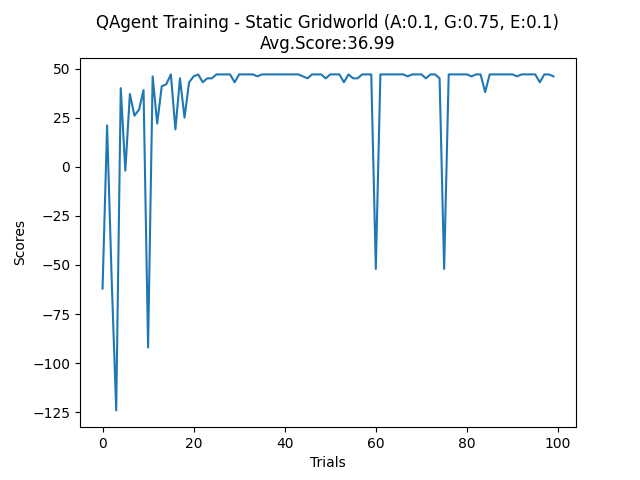 QAgent Training - Static Gridworld (A:0.1, G:0.75, E:0.1)
Avg.Score:36.99
50
25
0
−25
−50
−75
−100
−125
Scores
0 20 40 60 80 100
Trials